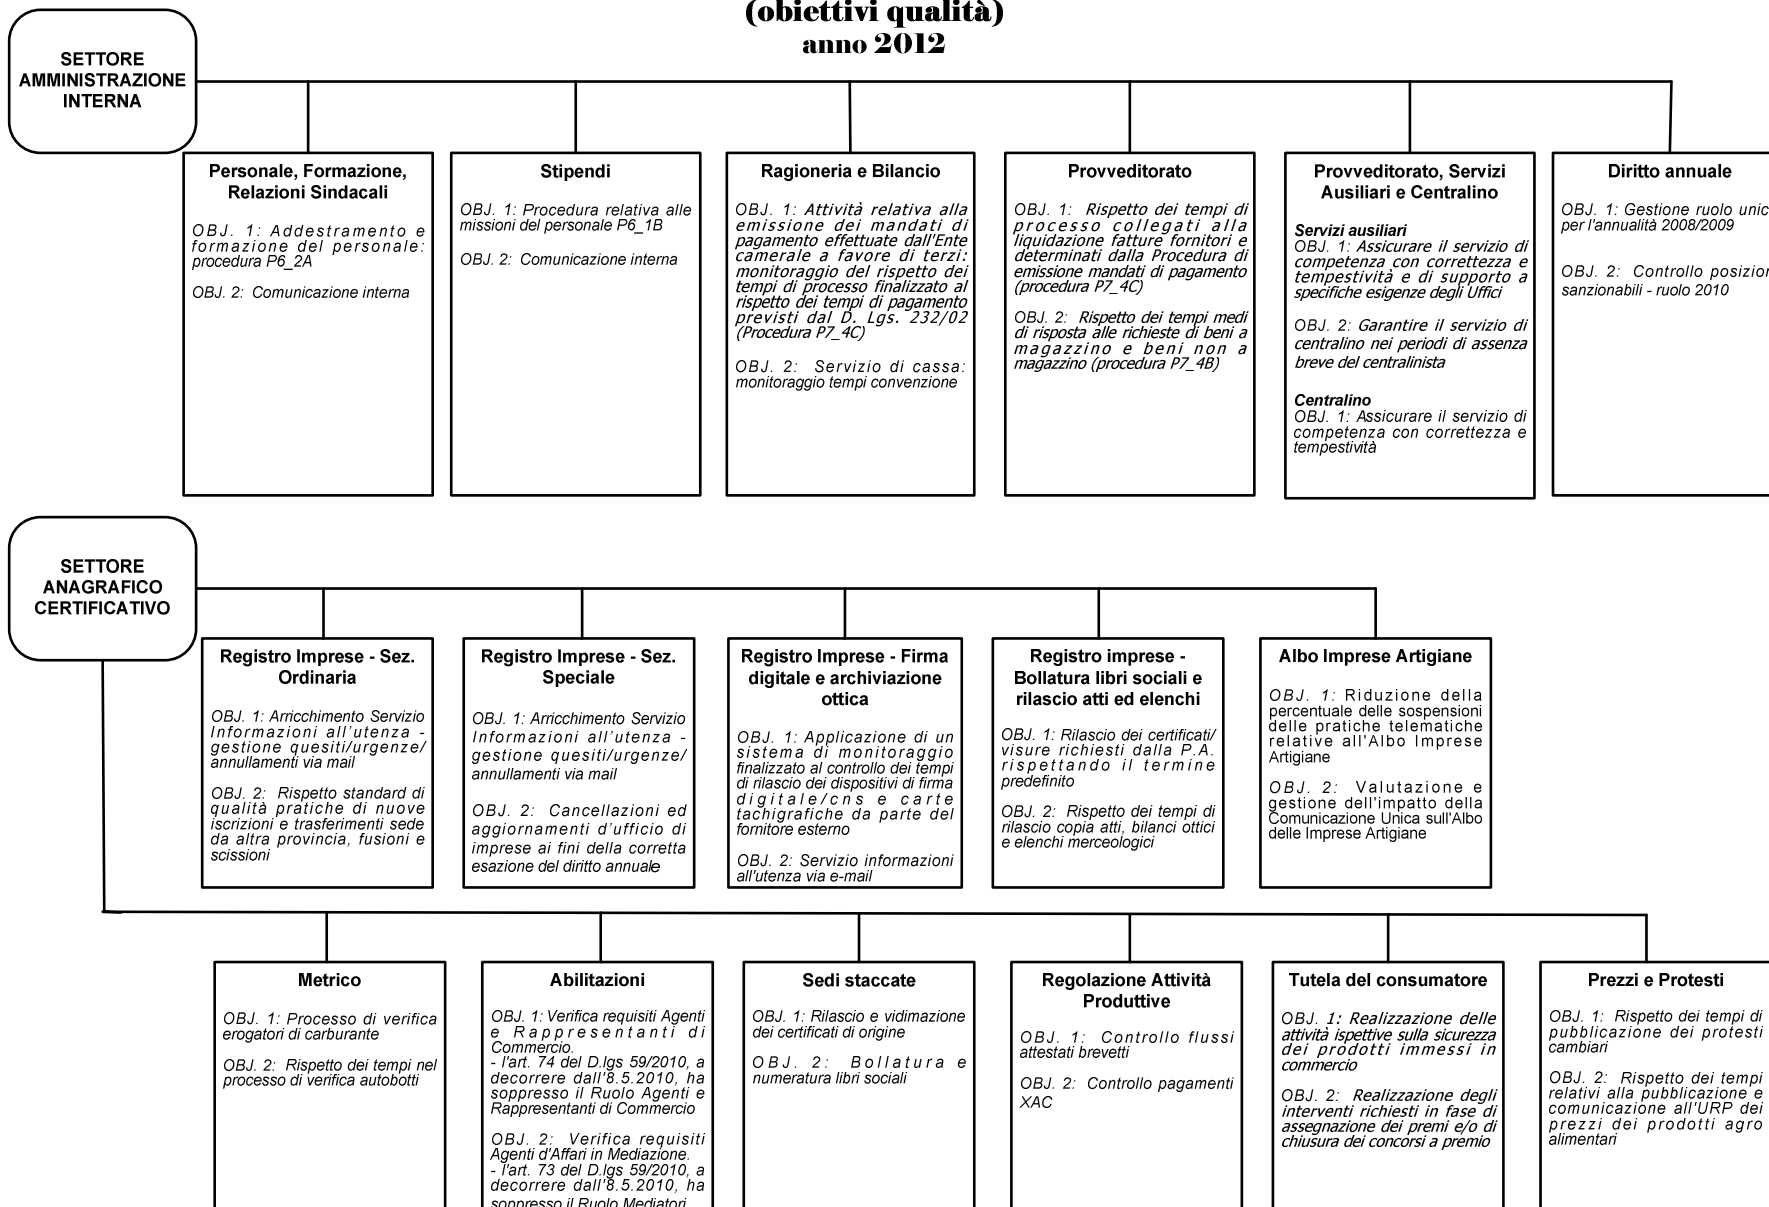 (obiettivi qualità)
anno 2012
SETTORE
AMMINISTRAZIONE
INTERNA
Personale, Formazione,
Relazioni Sindacali
OBJ. 1: Addestramento e
formazione del personale:
procedura P6_2A
OBJ. 2: Comunicazione interna
Stipendi
OBJ. 1: Procedura relativa alle
missioni del personale P6_1B
OBJ. 2: Comunicazione interna
Ragioneria e Bilancio
OBJ. 1: Attività relativa alla
emissione dei mandati di
pagamento effettuate dall'Ente
camerale a favore di terzi:
monitoraggio del rispetto dei
tempi di processo finalizzato al
rispetto dei tempi di pagamento
previsti dal D. Lgs. 232/02
(Procedura P7_4C)
OBJ. 2: Servizio di cassa:
monitoraggio tempi convenzione
Provveditorato
OBJ. 1: Rispetto dei tempi di
processo collegati alla
liquidazione fatture fornitori e
determinati dalla Procedura di
emissione mandati di pagamento
(procedura P7_4C)
OBJ. 2: Rispetto dei tempi medi
di risposta alle richieste di beni a
magazzino e beni non a
magazzino (procedura P7_4B)
Provveditorato, Servizi
Ausiliari e Centralino
Servizi ausiliari
OBJ. 1: Assicurare il servizio di
competenza con correttezza e
tempestività e di supporto a
specifiche esigenze degli Uffici
OBJ. 2: Garantire il servizio di
centralino nei periodi di assenza
breve del centralinista
Centralino
OBJ. 1: Assicurare il servizio di
competenza con correttezza e
tempestività
Diritto annuale
OBJ. 1: Gestione ruolo unic
per l'annualità 2008/2009
OBJ. 2: Controllo posizion
sanzionabili - ruolo 2010
SETTORE
ANAGRAFICO
CERTIFICATIVO
Registro Imprese - Sez.
Ordinaria
OBJ. 1: Arricchimento Servizio
Informazioni all'utenza -
gestione quesiti/urgenze/
annullamenti via mail
OBJ. 2: Rispetto standard di
qualità pratiche di nuove
iscrizioni e trasferimenti sede
da altra provincia, fusioni e
scissioni
Registro Imprese - Sez.
Speciale
OBJ. 1: Arricchimento Servizio
Informazioni all'utenza -
gestione quesiti/urgenze/
annullamenti via mail
OBJ. 2: Cancellazioni ed
aggiornamenti d'ufficio di
imprese ai fini della corretta
esazione del diritto annuale
Registro Imprese - Firma
digitale e archiviazione
ottica
OBJ. 1: Applicazione di un
sistema di monitoraggio
finalizzato al controllo dei tempi
di rilascio dei dispositivi di firma
digitale/cns e carte
tachigrafiche da parte del
fornitore esterno
OBJ. 2: Servizio informazioni
all'utenza via e-mail
Registro imprese -
Bollatura libri sociali e
rilascio atti ed elenchi
OBJ. 1: Rilascio dei certificati/
visure richiesti dalla P.A.
rispettando il termine
predefinito
OBJ. 2: Rispetto dei tempi di
rilascio copia atti, bilanci ottici
e elenchi merceologici
Albo Imprese Artigiane
OBJ. 1: Riduzione della
percentuale delle sospensioni
delle pratiche telematiche
relative all'Albo Imprese
Artigiane
OBJ. 2: Valutazione e
gestione dell'impatto della
Comunicazione Unica sull'Albo
delle Imprese Artigiane
Metrico
OBJ. 1: Processo di verifica
erogatori di carburante
OBJ. 2: Rispetto dei tempi nel
processo di verifica autobotti
Abilitazioni
OBJ. 1: Verifica requisiti Agenti
e Rappresentanti di
Commercio.
- l'art. 74 del D.lgs 59/2010, a
decorrere dall'8.5.2010, ha
soppresso il Ruolo Agenti e
Rappresentanti di Commercio
OBJ. 2: Verifica requisiti
Agenti d'Affari in Mediazione.
- l'art. 73 del D.lgs 59/2010, a
decorrere dall'8.5.2010, ha
soppresso il Ruolo Mediatori
Sedi staccate
OBJ. 1: Rilascio e vidimazione
dei certificati di origine
OBJ. 2: Bollatura e
numeratura libri sociali
Regolazione Attività
Produttive
OBJ. 1: Controllo flussi
attestati brevetti
OBJ. 2: Controllo pagamenti
XAC
Tutela del consumatore
OBJ. 1: Realizzazione delle
attività ispettive sulla sicurezza
dei prodotti immessi in
commercio
OBJ. 2: Realizzazione degli
interventi richiesti in fase di
assegnazione dei premi e/o di
chiusura dei concorsi a premio
Prezzi e Protesti
OBJ. 1: Rispetto dei tempi di
pubblicazione dei protesti
cambiari
OBJ. 2: Rispetto dei tempi
relativi alla pubblicazione e
comunicazione all'URP dei
prezzi dei prodotti agro
alimentari